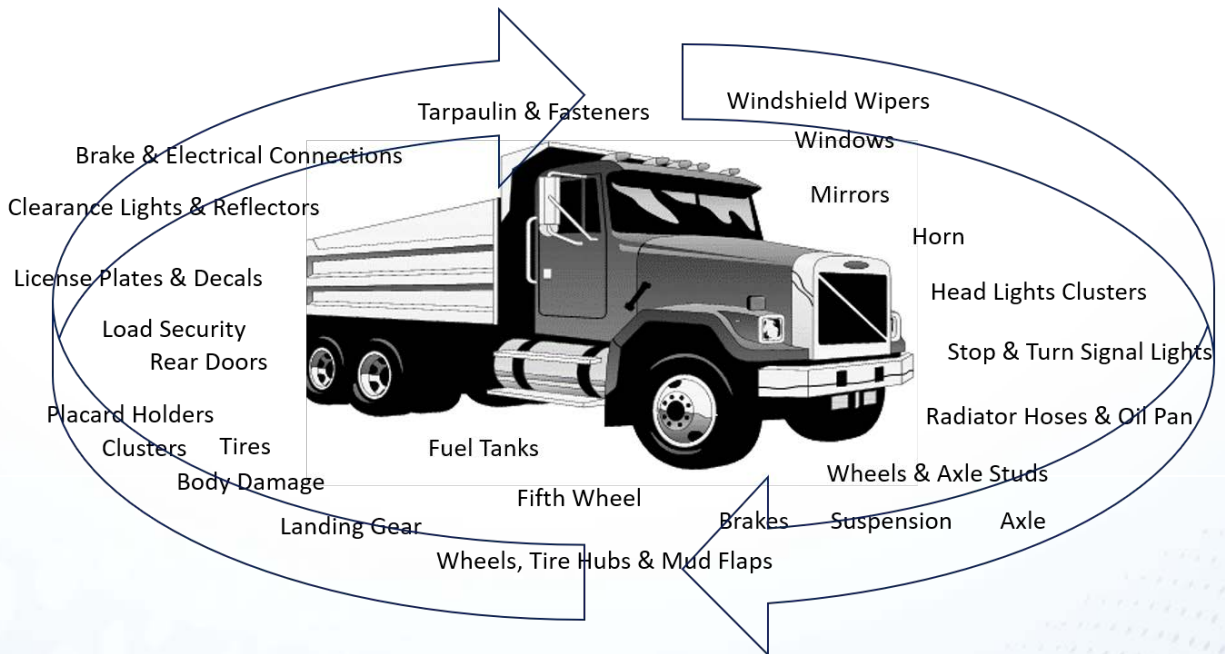 Tarpaulin & Fasteners
Windshield Wipers
Windows
Brake & Electrical Connections
Mirrors
Clearance Lights & Reflectors
Horn
License Plates & Decals
Head Lights Clusters
Load Security
Stop & Turn Signal Lights
Rear Doors
Placard Holders
Radiator Hoses & Oil Pan
Clusters
Tires
Fuel Tanks
Body Damage
Wheels & Axle Studs
Fifth Wheel
Landing Gear
Brakes
Suspension
Axle
Wheels, Tire Hubs & Mud Flaps